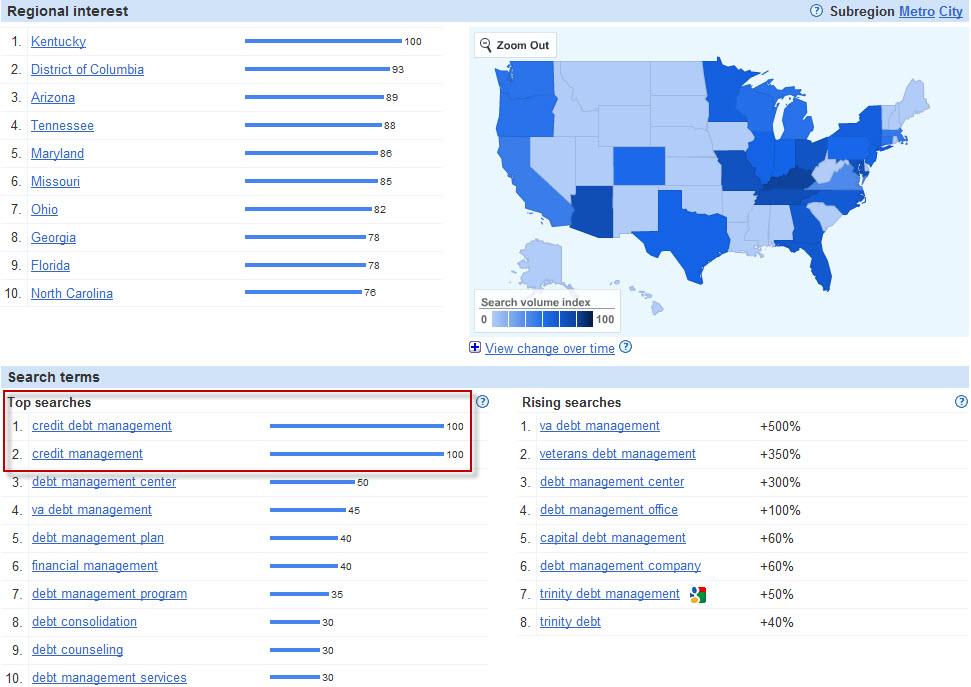 Regional interest
Subregion Metro City
1. Kentucky 100
2. District of Columbia 93
3. Arizona 89
4. Tennessee 88
5. Maryland 86
6. Missouri 85
7. Ohio 82
8. Georgia 78
9. Florida 78
10. North Carolina 76
Zoom Out
Search volume index
0 100
View change over time
Search terms
Top searches
1. credit debt management 100
2. credit management 100
3. debt management center 50
4. va debt management 45
5. debt management plan 40
6. financial management 40
7. debt management program 35
8. debt consolidation 30
9. debt counseling 30
10. debt management services 30
Rising searches
1. va debt management +500%
2. veterans debt management +350%
3. debt management center +300%
4. debt management office +100%
5. capital debt management +60%
6. debt management company +60%
7. trinity debt management +50%
8. trinity debt +40%